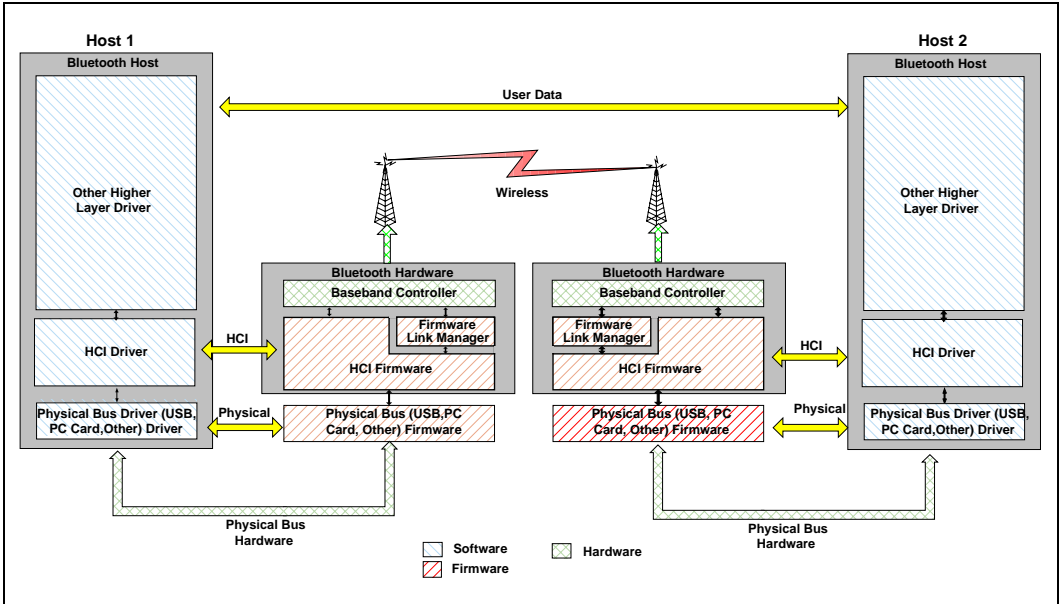 Host 1
Host 2
Bluetooth Host
Bluetooth Host
User Data
Wireless
Other Higher
Layer Driver
Other Higher
Layer Driver
Bluetooth Hardware
Bluetooth Hardware
Baseband Controller
Baseband Controller
Firmware
Link Manager
Firmware
Link Manager
HCI
HCI
HCI Driver
HCI Firmware
HCI Firmware
HCI Driver
Physical Bus Driver (USB,
PC Card,Other) Driver
Physical
Physical Bus (USB,PC
Card, Other) Firmware
Physical Bus (USB, PC
Card, Other) Firmware
Physical
Physical Bus Driver (USB,
PC Card,Other) Driver
Physical Bus
Hardware
Physical Bus
Hardware
Software
Hardware
Firmware